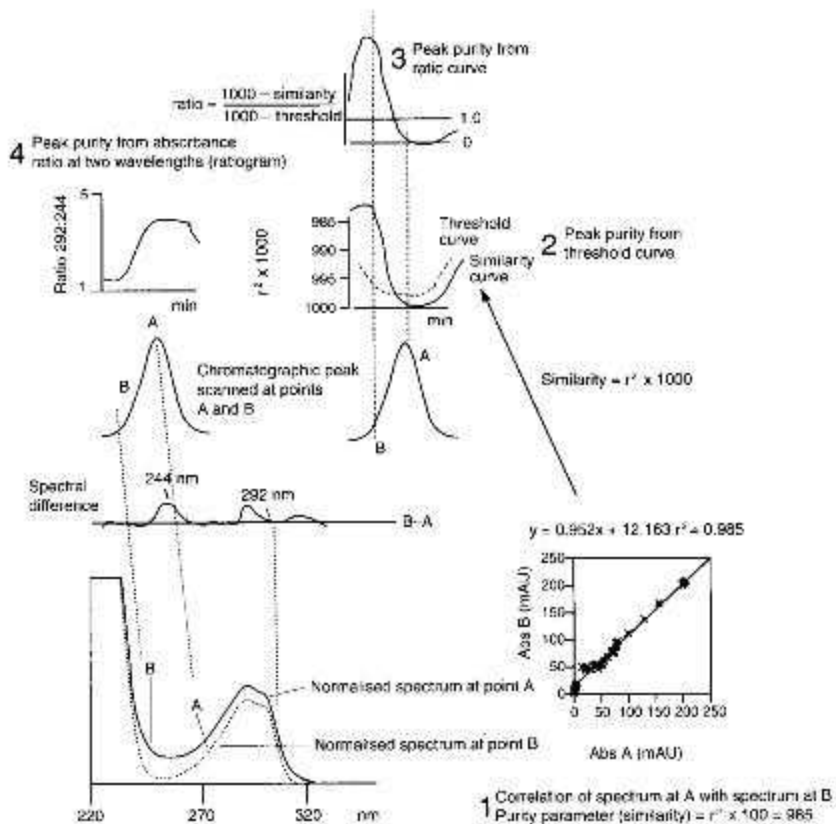 3 Peak purity from
ratic curve
ratio = 1000 – similarity
1000 – threshold
1.0
0
4 Peak purity from absorbance
ratio at two wavelengths (ratiogram)
5
Ratio 292:244
1
min
r² x 1000
985
990
995
1000
min
Threshold
curve
Similarity
curve
2 Peak purity from
threshold curve
A
B
Chromatographic peak
scanned at points
A and B
A
B
Similarity = r² x 1000
Spectral
difference
244 nm
292 nm
B- A
y = 0.952x + 12.163 r² = 0.985
Abs B (mAU)
250
200
150
100
50
0
0 50 100 150 200 250
Abs A (mAU)
B
A
Normalised spectrum at point A
Normalised spectrum at point B
220 270 320 nm
1 Correlation of spectrum at A with spectrum at B
Purity parameter (similarity) = r² x 100 = 985